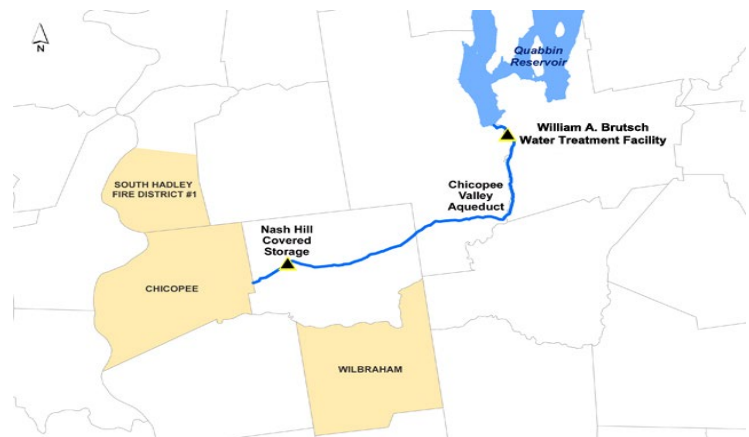 N
Quabbin
Reservoir
William A. Brutsch
Water Treatment Facility
SOUTH HADLEY
FIRE DISTRICT #1
Chicopee
Valley
Aqueduct
Nash Hill
Covered
Storage
CHICOPEE
WILBRAHAM